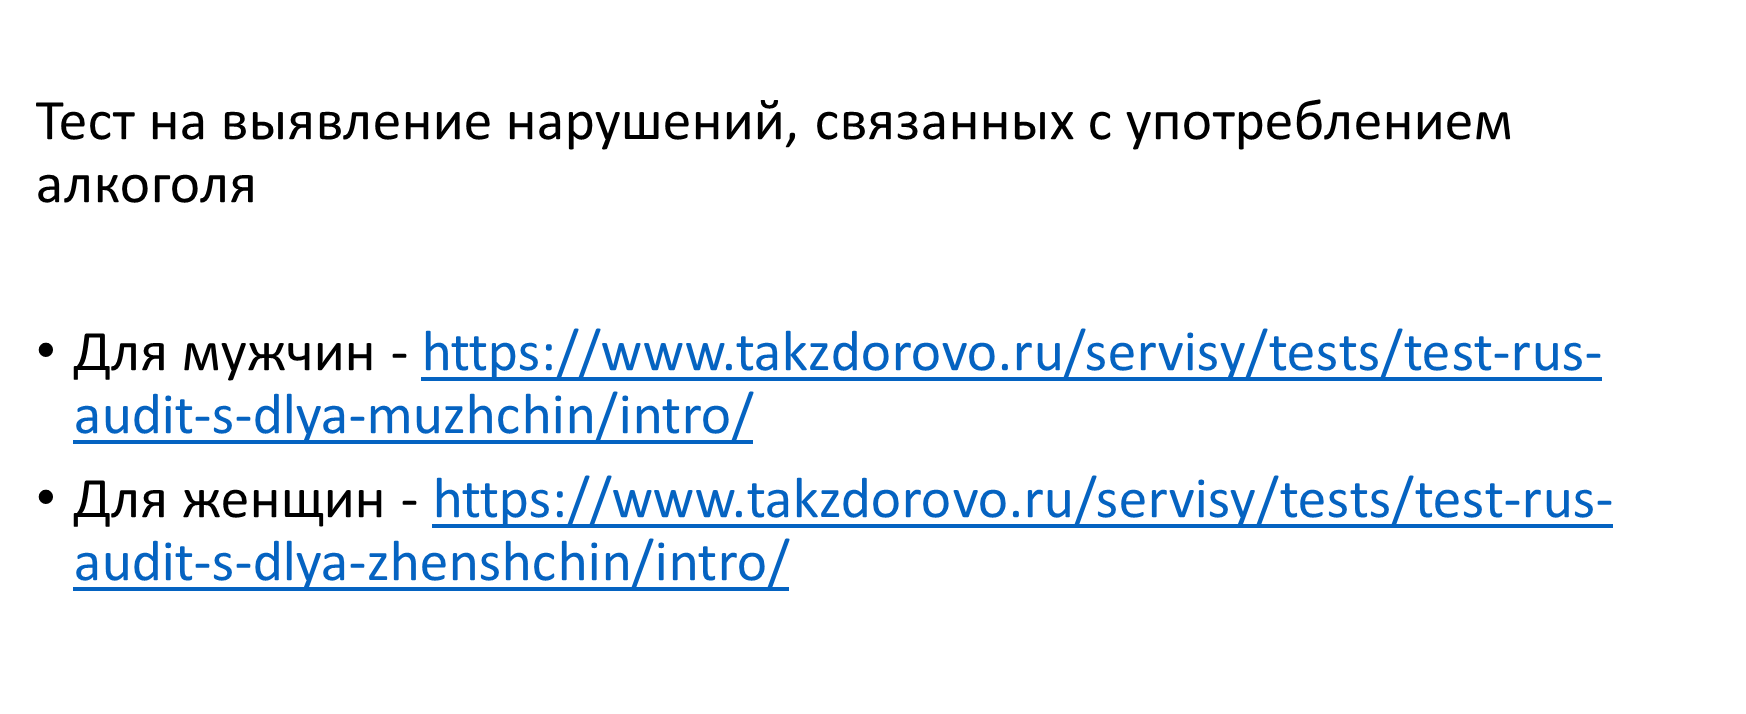 Тест на выявление нарушений, связанных с употреблением
алкоголя
• Для мужчин - https://www.takzdorovo.ru/servisy/tests/test-rus-
audit-s-dlya-muzhchin/intro/
• Для женщин - https://www.takzdorovo.ru/servisy/tests/test-rus-
audit-s-dlya-zhenshchin/intro/